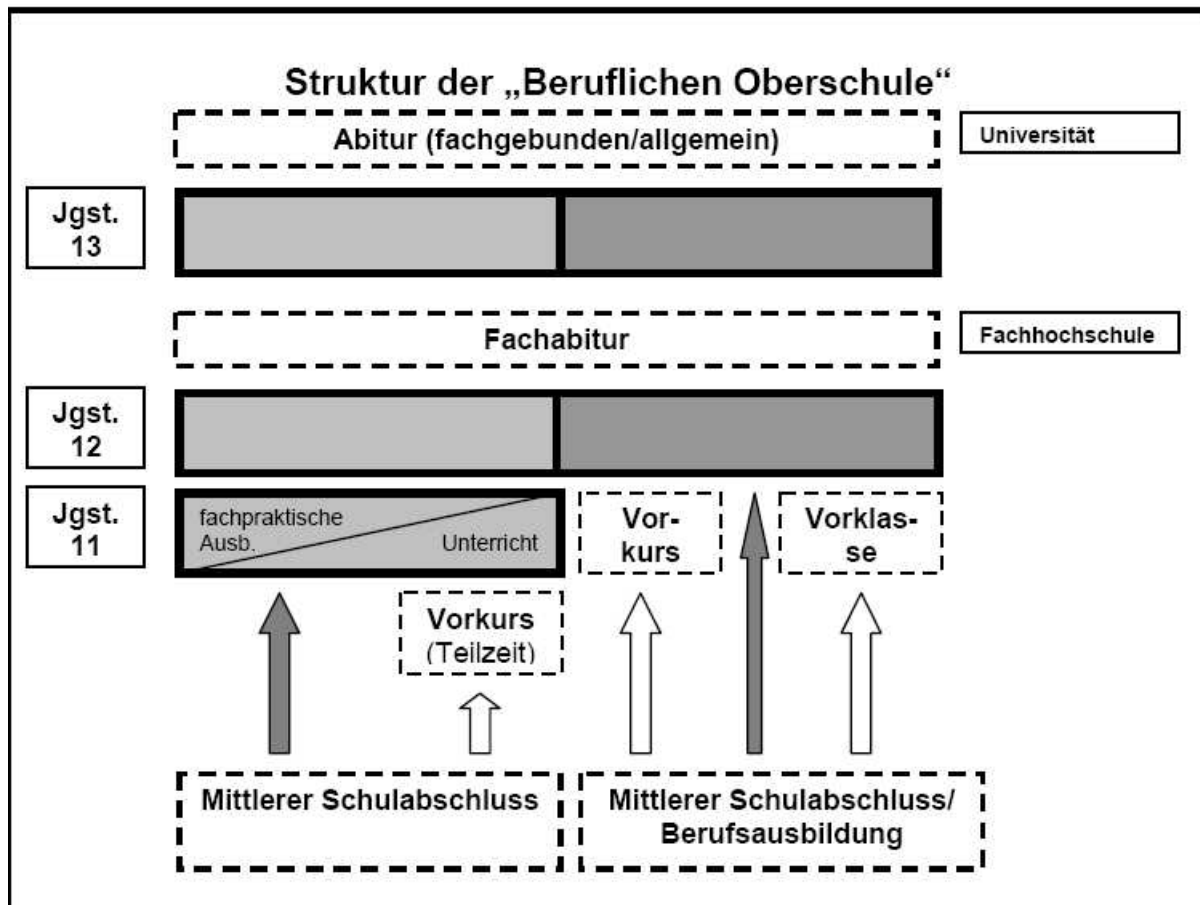 Struktur der „Beruflichen Oberschule“
Abitur (fachgebunden/allgemein)
Universität
Jgst.
13
Fachabitur
Fachhochschule
Jgst.
12
Jgst.
11
fachpraktische
Ausb.
Unterricht
Vor-
kurs
Vorklas-
se
Vorkurs
(Teilzeit)
Mittlerer Schulabschluss
Mittlerer Schulabschluss/
Berufsausbildung